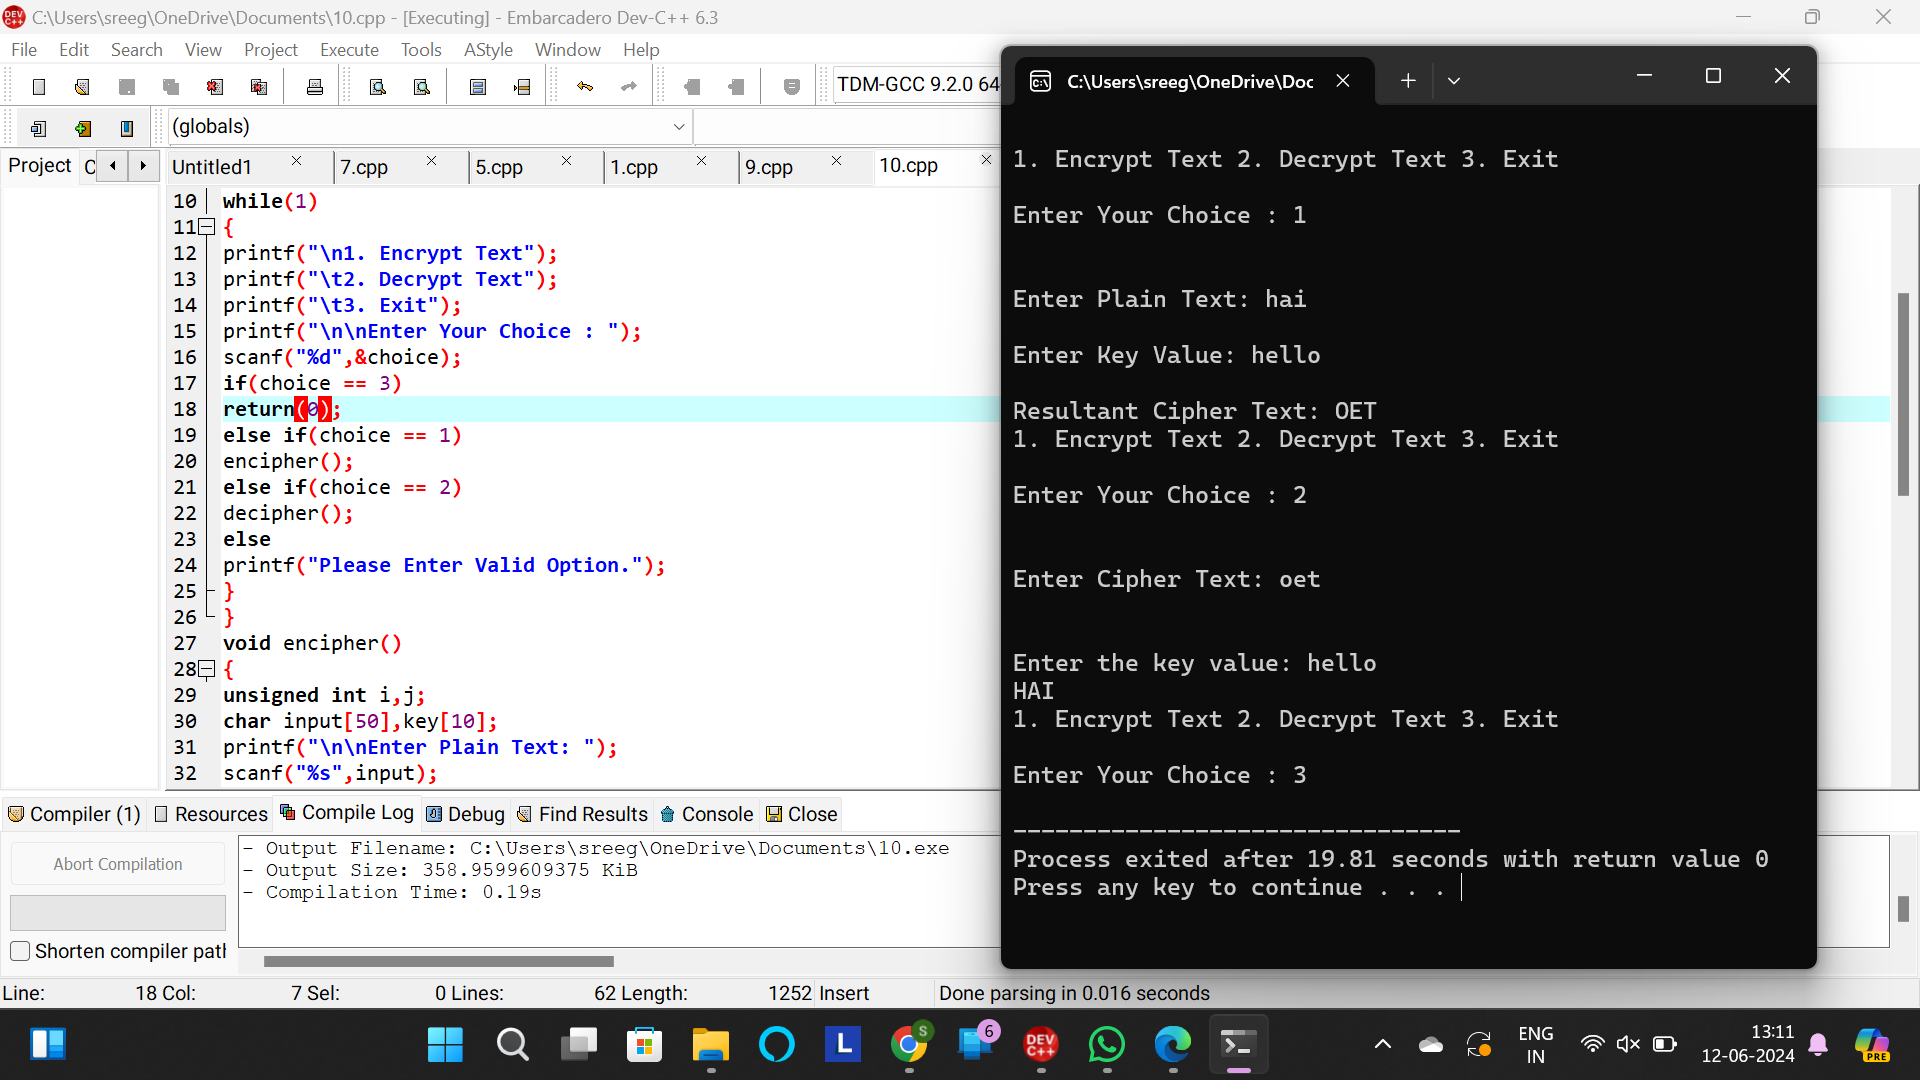 C:\Users\sreeg\OneDrive\Documents\10.cpp - [Executing] - Embarcadero Dev-C++ 6.3
File Edit Search View Project Execute Tools AStyle Window Help
TDM-GCC 9.2.0 64-
(globals)
Project C
Untitled1 7.cpp 5.cpp 1.cpp 9.cpp 10.cpp
10 while(1)
11 {
12 printf("\n1. Encrypt Text");
13 printf("\t2. Decrypt Text");
14 printf("\t3. Exit");
15 printf("\n\nEnter Your Choice : ");
16 scanf("%d",&choice);
17 if(choice == 3)
18 return(0);
19 else if(choice == 1)
20 encipher();
21 else if(choice == 2)
22 decipher();
23 else
24 printf("Please Enter Valid Option.");
25 }
26 }
27 void encipher()
28 {
29 unsigned int i,j;
30 char input[50],key[10];
31 printf("\n\nEnter Plain Text: ");
32 scanf("%s",input);
Compiler (1) Resources Compile Log Debug Find Results Console Close
Abort Compilation
Shorten compiler path
- Output Filename: C:\Users\sreeg\OneDrive\Documents\10.exe
- Output Size: 358.9599609375 KiB
- Compilation Time: 0.19s
Line: 18 Col: 7 Sel: 0 Lines: 62 Length: 1252 Insert Done parsing in 0.016 seconds
C:\Users\sreeg\OneDrive\Doc
1. Encrypt Text 2. Decrypt Text 3. Exit
Enter Your Choice : 1
Enter Plain Text: hai
Enter Key Value: hello
Resultant Cipher Text: OET
1. Encrypt Text 2. Decrypt Text 3. Exit
Enter Your Choice : 2
Enter Cipher Text: oet
Enter the key value: hello
HAI
1. Encrypt Text 2. Decrypt Text 3. Exit
Enter Your Choice : 3
--------------------------------
Process exited after 19.81 seconds with return value 0
Press any key to continue . . .
L S 6 DEV C++
ENG
IN
13:11
12-06-2024
PRE